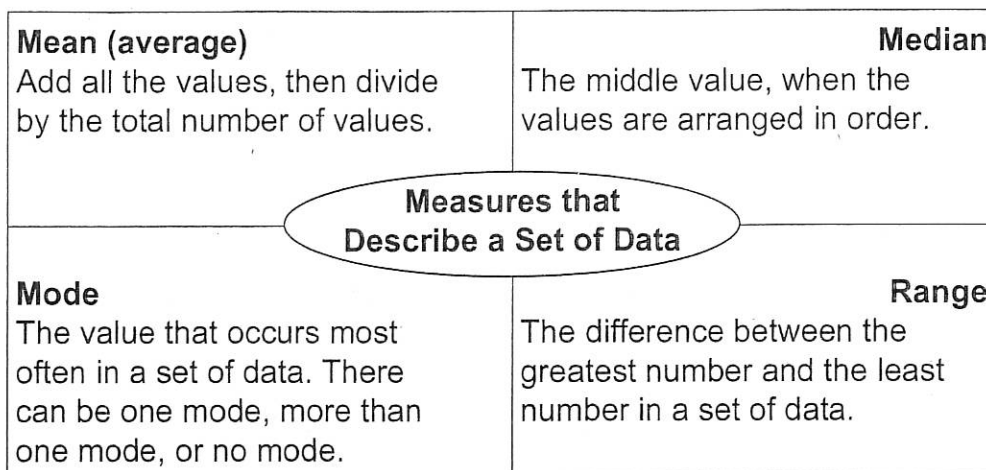 Mean (average)
Add all the values, then divide
by the total number of values.
Median
The middle value, when the
values are arranged in order.
Measures that
Describe a Set of Data
Mode
The value that occurs most
often in a set of data. There
can be one mode, more than
one mode, or no mode.
Range
The difference between the
greatest number and the least
number in a set of data.